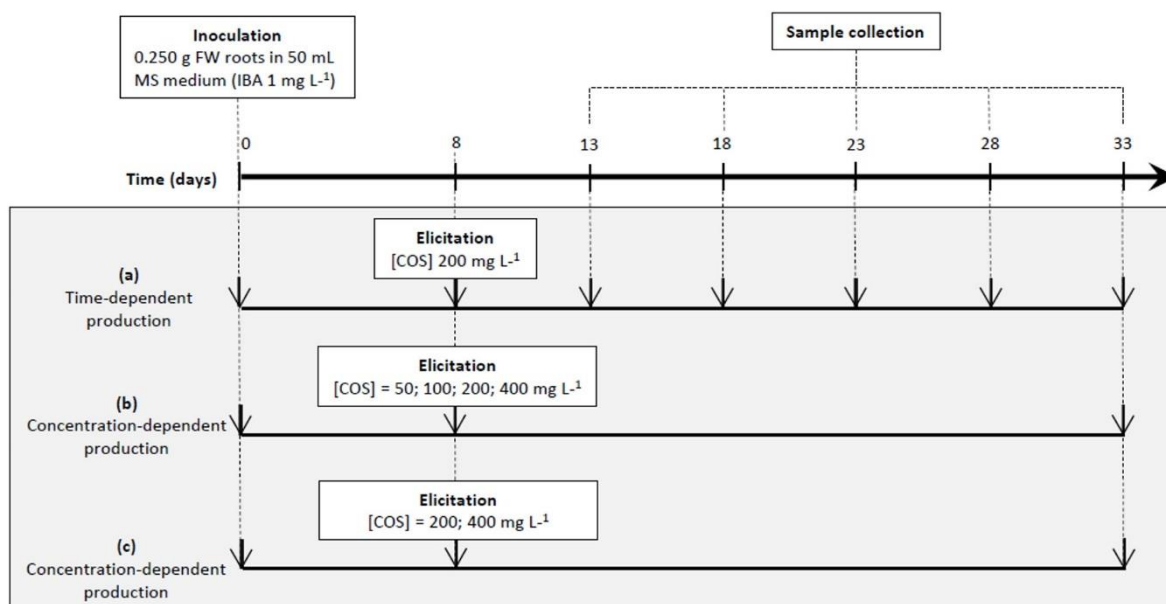 Inoculation
0.250 g FW roots in 50 mL
MS medium (IBA 1 mg L-¹)
Sample collection
0
8
13
18
23
28
33
Time (days)
Elicitation
[COS] 200 mg L-¹
(a)
Time-dependent
production
Elicitation
[COS] = 50; 100; 200; 400 mg L-¹
(b)
Concentration-dependent
production
Elicitation
[COS] = 200; 400 mg L-¹
(c)
Concentration-dependent
production